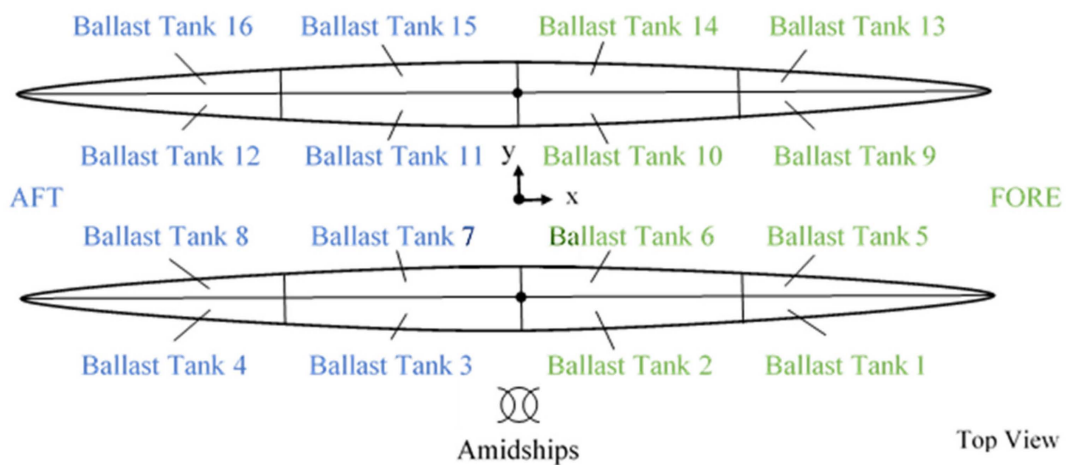 Ballast Tank 16 Ballast Tank 15 Ballast Tank 14 Ballast Tank 13
Ballast Tank 12 Ballast Tank 11 y Ballast Tank 10 Ballast Tank 9
AFT x FORE
Ballast Tank 8 Ballast Tank 7 Ballast Tank 6 Ballast Tank 5
Ballast Tank 4 Ballast Tank 3 Ballast Tank 2 Ballast Tank 1
Amidships Top View